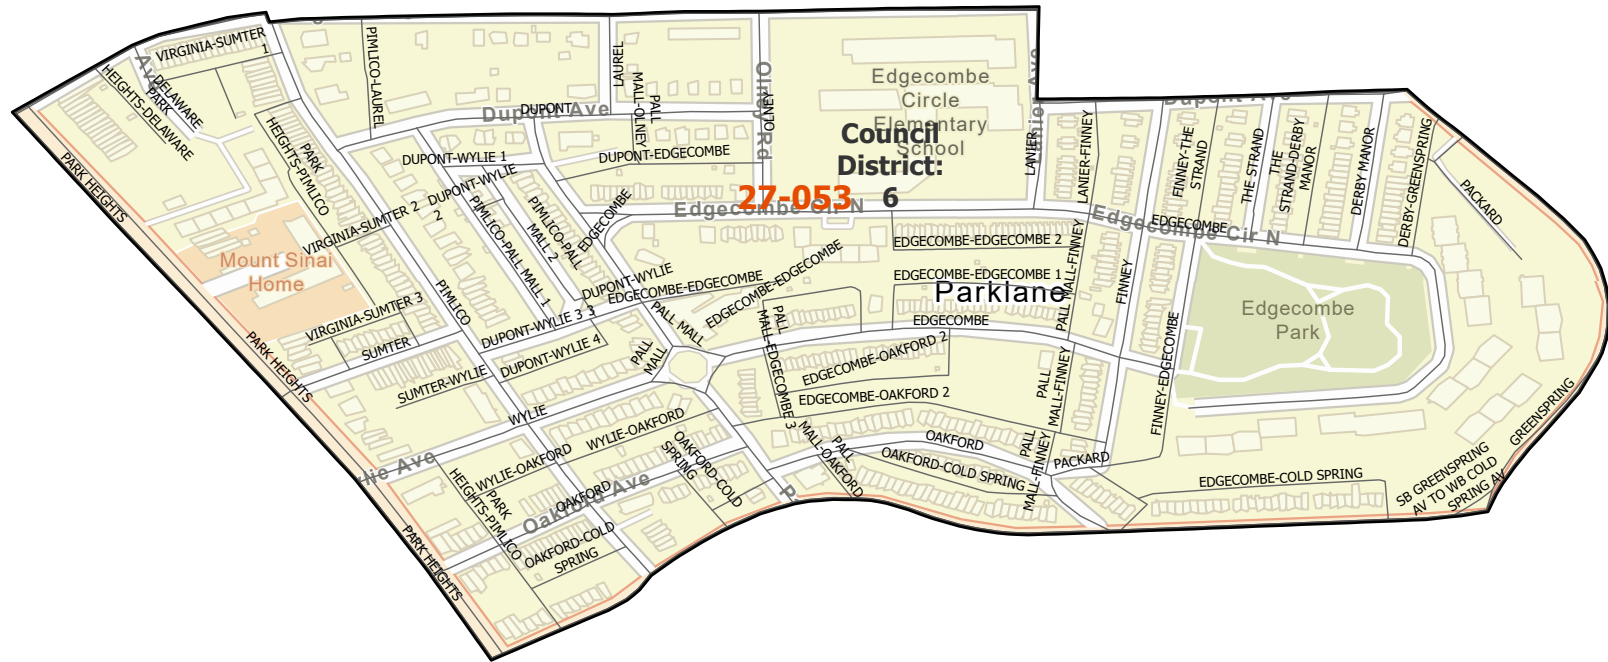 VIRGINIA-SUMTER
1
Ave
HEIGHTS-DELAWARE
DELAWARE
PARK
PIMLICO-LAUREL
LAUREL
PALL
MALL-OLNEY
Olney Rd
OLNEY
DUPONT
Dupont Ave
Edgecombe
Circle
Elementary
School
Council
District:
6
27-053
LANIER
LANIER-FINNEY
Dupont Ave
FINNEY-THE
STRAND
THE STRAND
THE
STRAND-DERBY
MANOR
DERBY MANOR
DERBY-GREENSPRING
PACKARD
PARK HEIGHTS
PARK
HEIGHTS-PIMLICO
DUPONT-WYLIE 1
DUPONT-EDGECOMBE
DUPONT-WYLIE
2
VIRGINIA-SUMTER 2
PIMLICO-PALL MALL 1
PIMLICO-PALL
MALL 2
EDGECOMBE
Edgecombe Cir N
Edgecombe Cir N
EDGECOMBE
Mount Sinai
Home
EDGECOMBE-EDGECOMBE 2
EDGECOMBE-EDGECOMBE 1
Parklane
EDGECOMBE
PALL MALL-FINNEY
FINNEY
FINNEY-EDGECOMBE
Edgecombe
Park
DUPONT-WYLIE
3
EDGECOMBE-EDGECOMBE
EDGECOMBE-EDGECOMBE
PIMLICO
VIRGINIA-SUMTER 3
SUMTER
DUPONT-WYLIE 3
DUPONT-WYLIE 4
PALL MALL
PALL
MALL
PALL
MALL-EDGECOMBE 3
PARK HEIGHTS
SUMTER-WYLIE
WYLIE
EDGECOMBE-OAKFORD 2
EDGECOMBE-OAKFORD 2
PALL
MALL-FINNEY
WYLIE-OAKFORD
WYLIE-OAKFORD
OAKFORD-COLD
SPRING
PALL
MALL-OAKFORD
OAKFORD
OAKFORD-COLD SPRING
PALL
MALL-FINNEY
PACKARD
PARK
HEIGHTS-PIMLICO
OAKFORD
Oakford Ave
OAKFORD-COLD
SPRING
PARK HEIGHTS
EDGECOMBE-COLD SPRING
SB GREENSPRING
AV TO WB COLD
SPRING AV
GREENSPRING